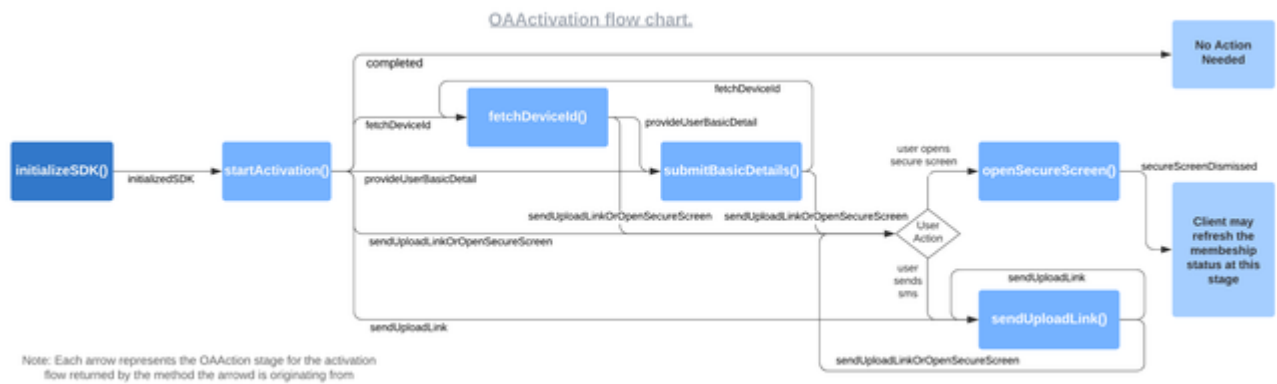 OAActivation flow chart.
No Action
Needed
completed
fetchDeviceId
fetchDeviceId()
fetchDeviceId
provideUserBasicDetail
initializeSDK()
initializedSDK
startActivation()
provideUserBasicDetail
submitBasicDetails()
user opens
secure screen
openSecureScreen()
secureScreenDismissed
sendUploadLinkOrOpenSecureScreen
sendUploadLinkOrOpenSecureScreen
sendUploadLinkOrOpenSecureScreen
User
Action
Client may
refresh the
membeship
status at this
stage
user
sends
sms
sendUploadLink
sendUploadLink()
sendUploadLink
sendUploadLinkOrOpenSecureScreen
Note: Each arrow represents the OAAction stage for the activation
flow returned by the method the arrowd is originating from